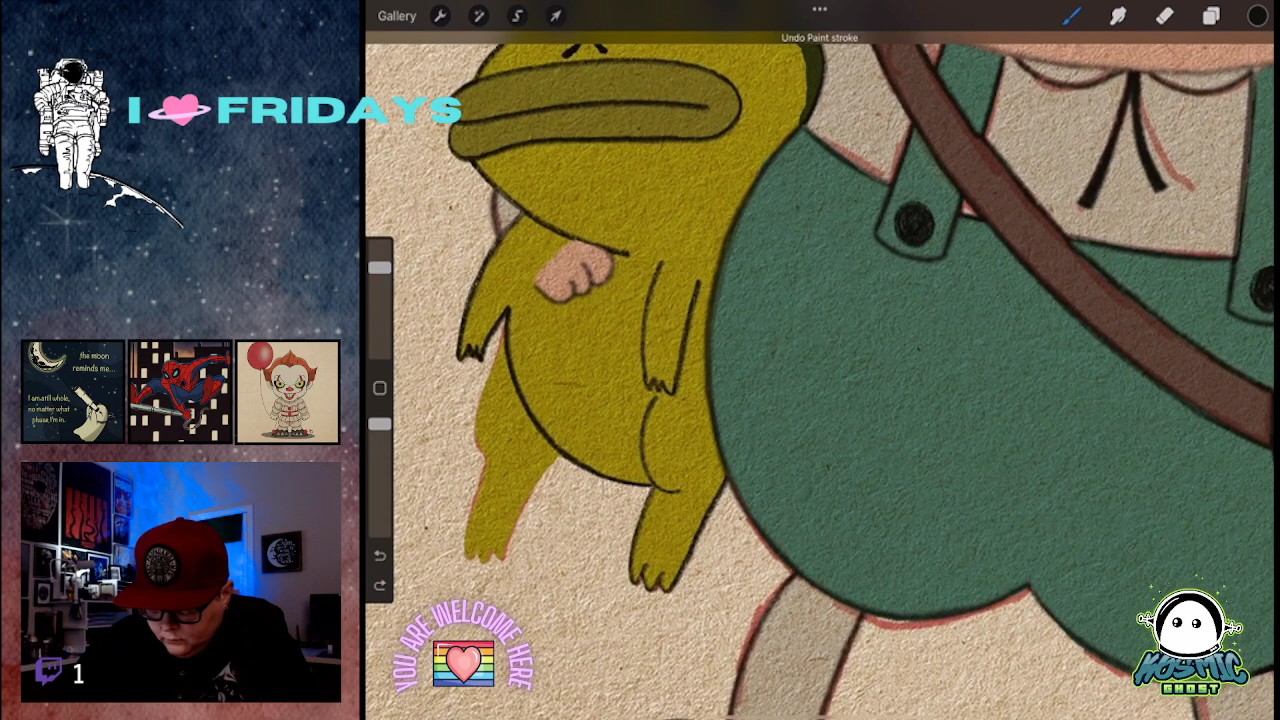 Gallery
Undo Paint stroke
I FRIDAYS
the moon
reminds me...
I am still whole,
no matter what
phase I'm in.
1
YOU ARE WELCOME HERE
KOSMIC
GHOST